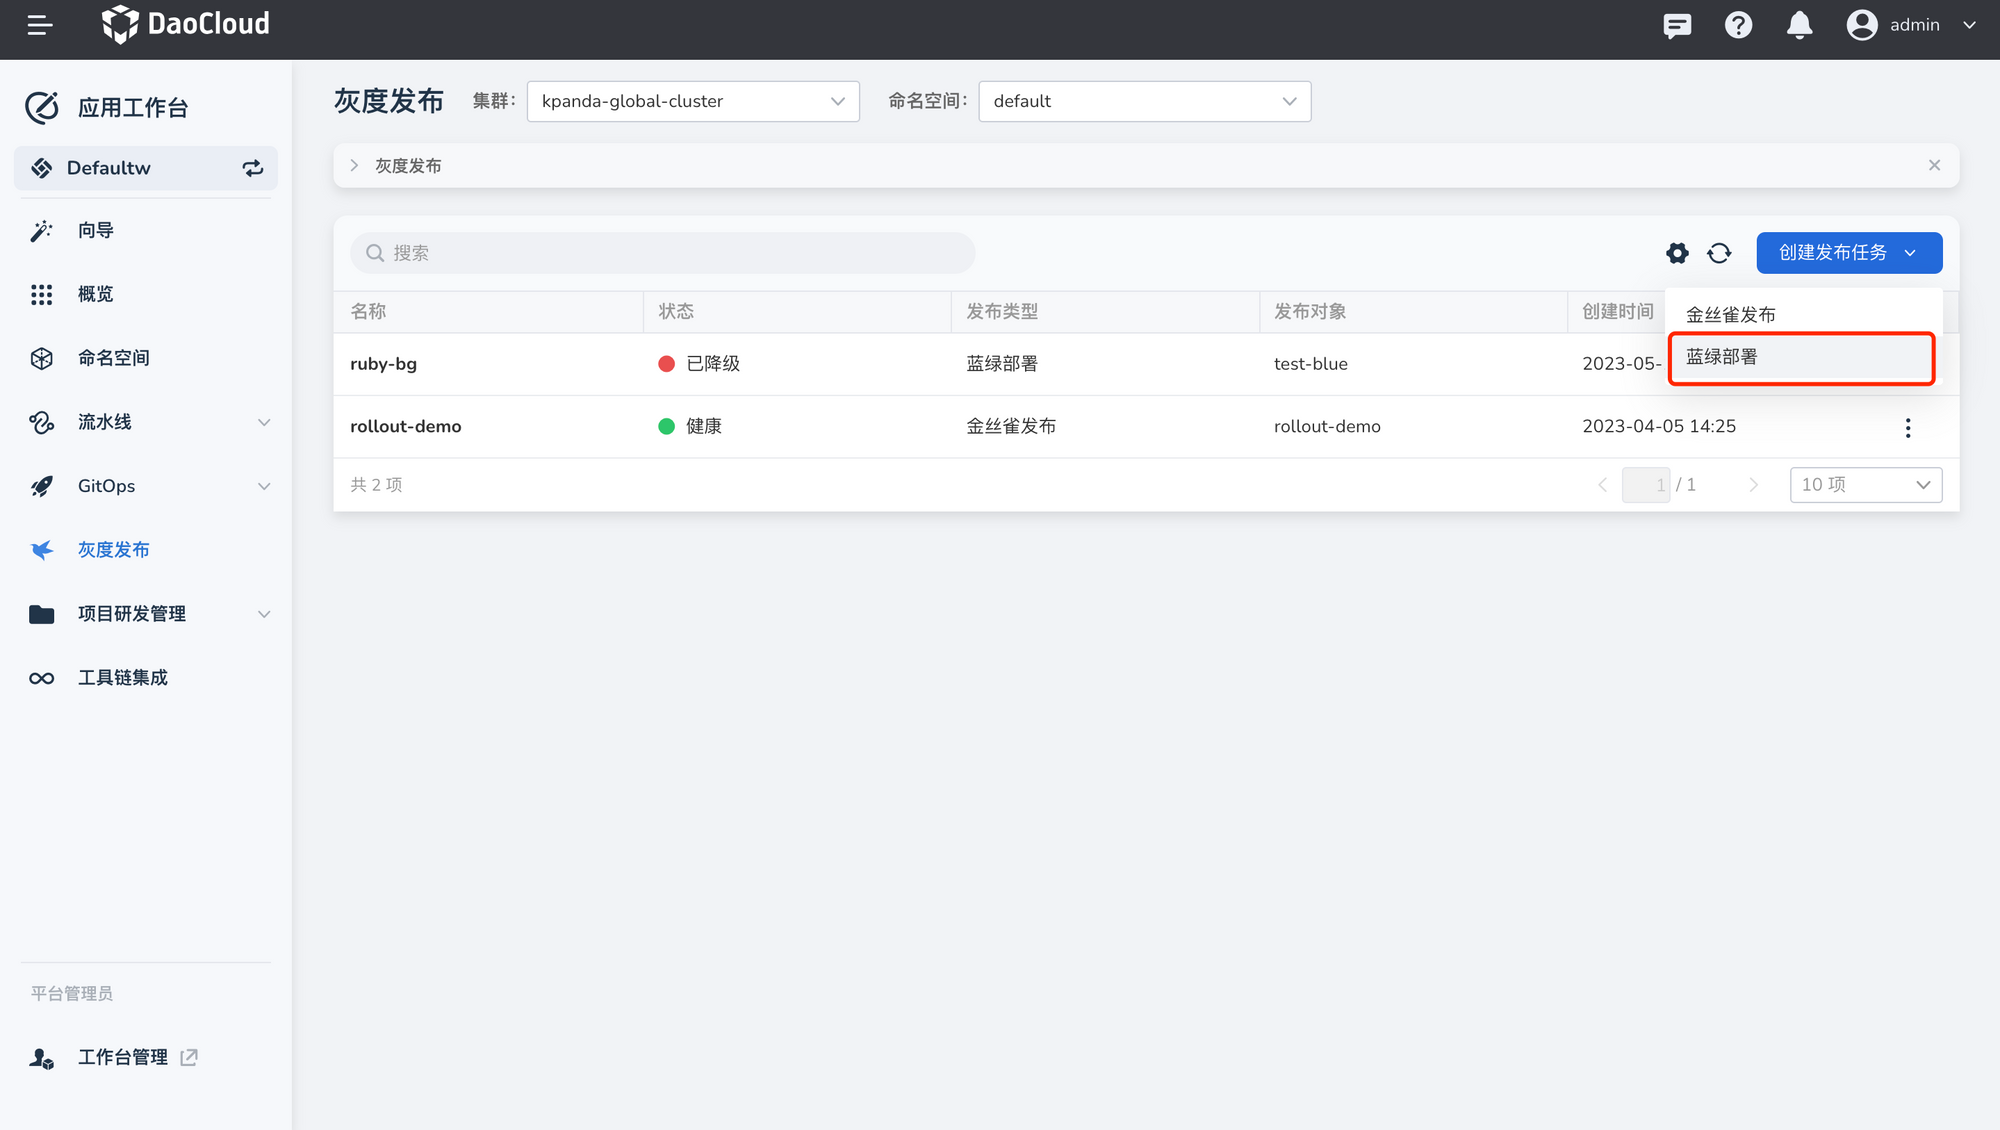 DaoCloud
admin
应用工作台
Defaultw
向导
概览
命名空间
流水线
GitOps
灰度发布
项目研发管理
工具链集成
平台管理员
工作台管理
灰度发布 集群: kpanda-global-cluster 命名空间: default
灰度发布
搜索
创建发布任务
金丝雀发布
蓝绿部署
名称 状态 发布类型 发布对象 创建时间
ruby-bg 已降级 蓝绿部署 test-blue 2023-05-
rollout-demo 健康 金丝雀发布 rollout-demo 2023-04-05 14:25
共 2 项 1 / 1 10 项